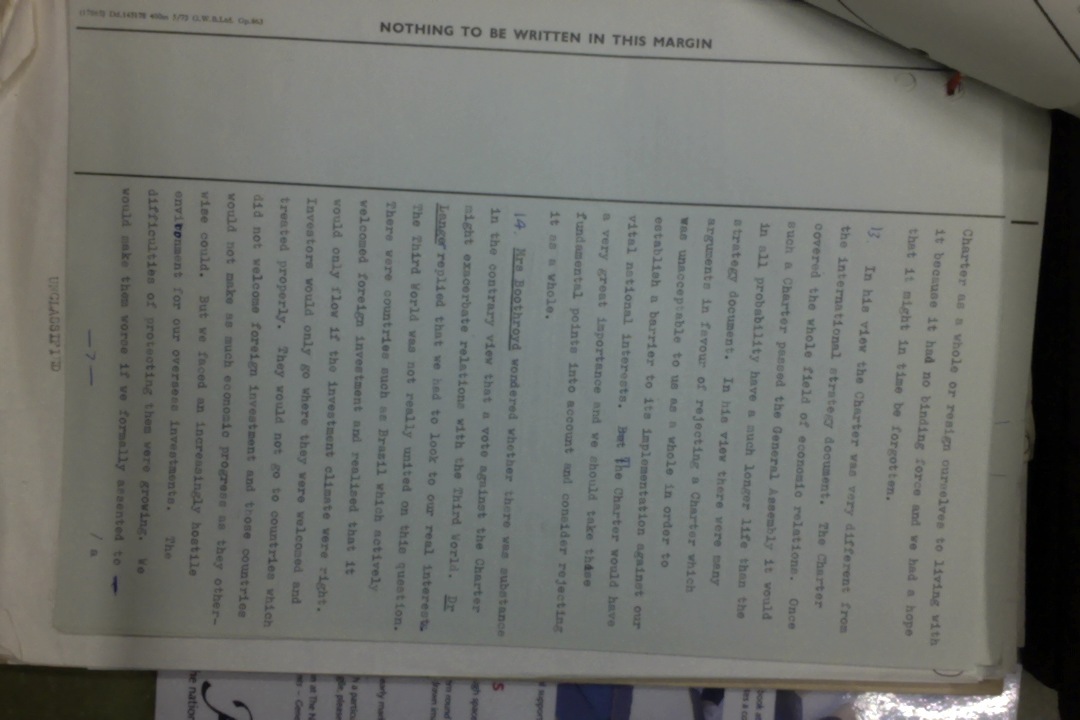 (17867) Dd.143178 400m 3/73 G.W.B.Ltd. Gp.863
NOTHING TO BE WRITTEN IN THIS MARGIN
Charter as a whole or resign ourselves to living with
it because it had no binding force and we had a hope
that it might in time be forgotten.
13 In his view the Charter was very different from
the international strategy document. The Charter
covered the whole field of economic relations. Once
such a Charter passed the General Assembly it would
in all probability have a much longer life than the
strategy document. In his view there were many
arguments in favour of rejecting a Charter which
was unacceptable to us as a whole in order to
establish a barrier to its implementation against our
vital national interests. But The Charter would have
a very great importance and we should take these
fundamental points into account and consider rejecting
it as a whole.
14. Mrs Boothroyd wondered whether there was substance
in the contrary view that a vote against the Charter
might exacerbate relations with the Third World. Dr
Lange replied that we had to look to our real interests.
The Third World was not really united on this question.
There were countries such as Brazil which actively
welcomed foreign investment and realised that it
would only flow if the investment climate were right.
Investors would only go where they were welcomed and
treated properly. They would not go to countries which
did not welcome foreign investment and those countries
would not make as much economic progress as they other-
wise could. But we faced an increasingly hostile
environment for our overseas investments. The
difficulties of protecting them were growing. We
would make them worse if we formally assented to
/ a
— 7 —
UNCLASSIFIED